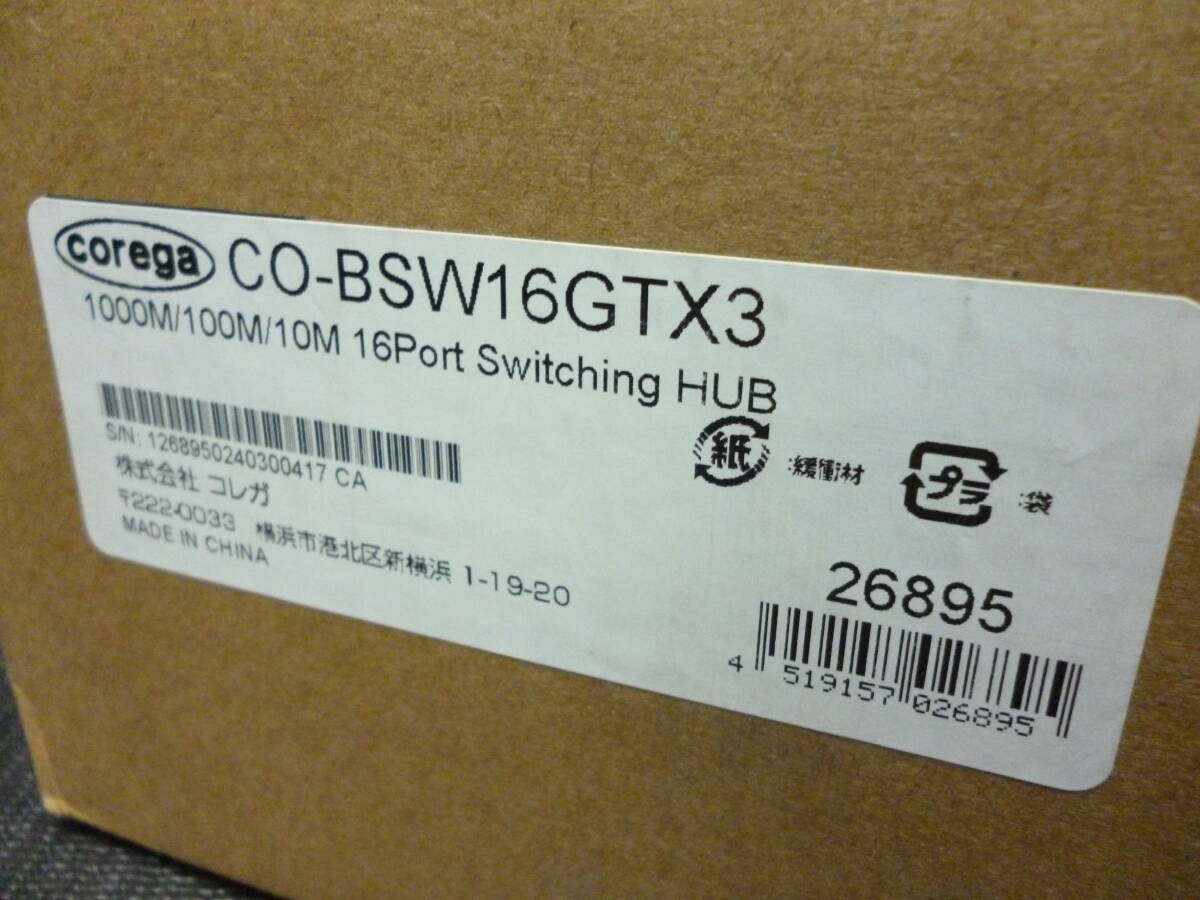 corega CO-BSW16GTX3
1000M/100M/10M 16Port Switching HUB
S/N: 1268950240300417 CA
株式会社 コレガ
〒222-0033 横浜市港北区新横浜 1-19-20
MADE IN CHINA
紙 :緩衝材
プラ :袋
26895
4 519157 026895